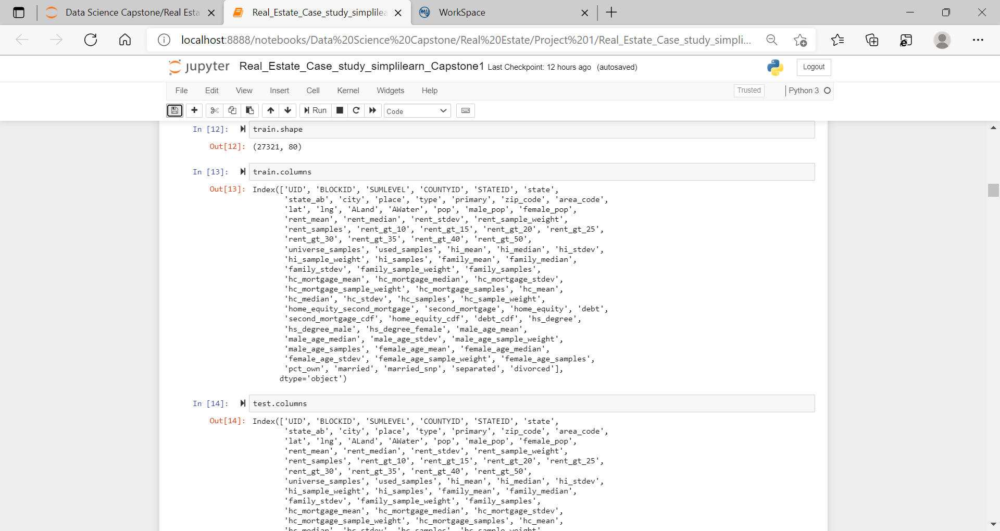 Data Science Capstone/Real Esta
Real_Estate_Case_study_simplilea
my WorkSpace
localhost:8888/notebooks/Data%20Science%20Capstone/Real%20Estate/Project%201/Real_Estate_Case_study_simpli...
jupyter Real_Estate_Case_study_simplilearn_Capstone1 Last Checkpoint: 12 hours ago (autosaved)
Logout
File Edit View Insert Cell Kernel Widgets Help
Trusted
Python 3
Run
Code
In [12]: train.shape
Out[12]: (27321, 80)
In [13]: train.columns
Out[13]: Index(['UID', 'BLOCKID', 'SUMLEVEL', 'COUNTYID', 'STATEID', 'state',
'state_ab', 'city', 'place', 'type', 'primary', 'zip_code', 'area_code',
'lat', 'lng', 'ALand', 'AWater', 'pop', 'male_pop', 'female_pop',
'rent_mean', 'rent_median', 'rent_stdev', 'rent_sample_weight',
'rent_samples', 'rent_gt_10', 'rent_gt_15', 'rent_gt_20', 'rent_gt_25',
'rent_gt_30', 'rent_gt_35', 'rent_gt_40', 'rent_gt_50',
'universe_samples', 'used_samples', 'hi_mean', 'hi_median', 'hi_stdev',
'hi_sample_weight', 'hi_samples', 'family_mean', 'family_median',
'family_stdev', 'family_sample_weight', 'family_samples',
'hc_mortgage_mean', 'hc_mortgage_median', 'hc_mortgage_stdev',
'hc_mortgage_sample_weight', 'hc_mortgage_samples', 'hc_mean',
'hc_median', 'hc_stdev', 'hc_samples', 'hc_sample_weight',
'home_equity_second_mortgage', 'second_mortgage', 'home_equity', 'debt',
'second_mortgage_cdf', 'home_equity_cdf', 'debt_cdf', 'hs_degree',
'hs_degree_male', 'hs_degree_female', 'male_age_mean',
'male_age_median', 'male_age_stdev', 'male_age_sample_weight',
'male_age_samples', 'female_age_mean', 'female_age_median',
'female_age_stdev', 'female_age_sample_weight', 'female_age_samples',
'pct_own', 'married', 'married_snp', 'separated', 'divorced'],
dtype='object')
In [14]: test.columns
Out[14]: Index(['UID', 'BLOCKID', 'SUMLEVEL', 'COUNTYID', 'STATEID', 'state',
'state_ab', 'city', 'place', 'type', 'primary', 'zip_code', 'area_code',
'lat', 'lng', 'ALand', 'AWater', 'pop', 'male_pop', 'female_pop',
'rent_mean', 'rent_median', 'rent_stdev', 'rent_sample_weight',
'rent_samples', 'rent_gt_10', 'rent_gt_15', 'rent_gt_20', 'rent_gt_25',
'rent_gt_30', 'rent_gt_35', 'rent_gt_40', 'rent_gt_50',
'universe_samples', 'used_samples', 'hi_mean', 'hi_median', 'hi_stdev',
'hi_sample_weight', 'hi_samples', 'family_mean', 'family_median',
'family_stdev', 'family_sample_weight', 'family_samples',
'hc_mortgage_mean', 'hc_mortgage_median', 'hc_mortgage_stdev',
'hc_mortgage_sample_weight', 'hc_mortgage_samples', 'hc_mean',
'hc_median', 'hc_stdev', 'hc_samples', 'hc_sample_weight',